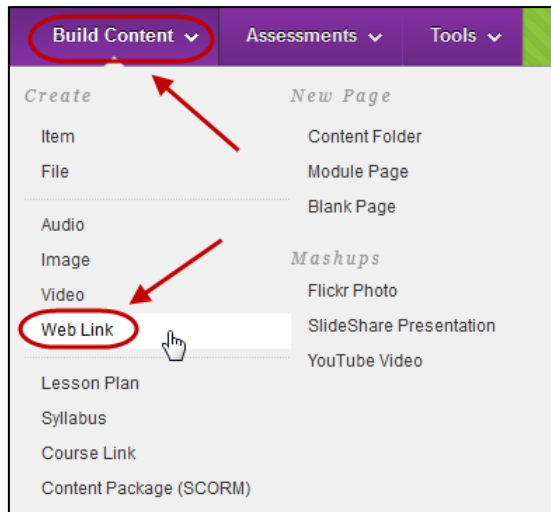 Build Content
Assessments
Tools
Create
Item
File
Audio
Image
Video
Web Link
Lesson Plan
Syllabus
Course Link
Content Package (SCORM)
New Page
Content Folder
Module Page
Blank Page
Mashups
Flickr Photo
SlideShare Presentation
YouTube Video